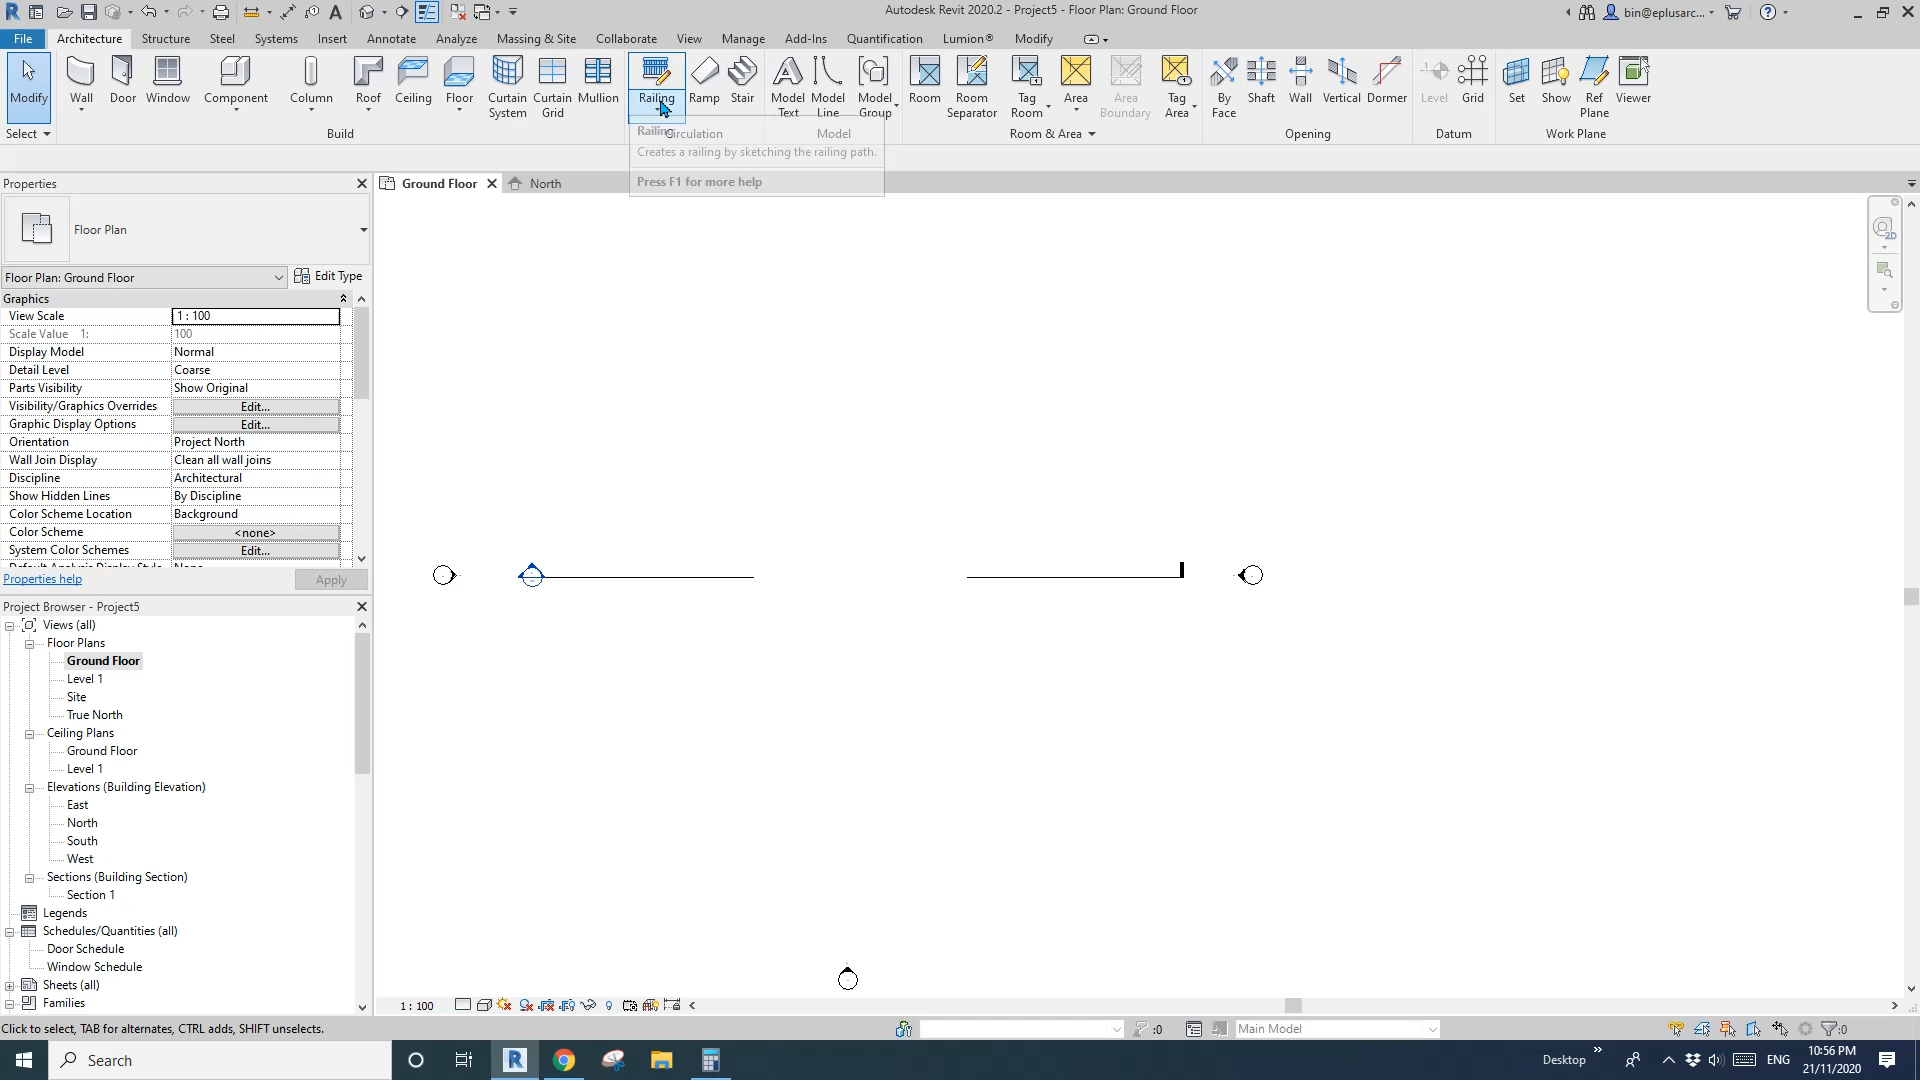 Autodesk Revit 2020.2 - Project5 - Floor Plan: Ground Floor
bin@eplusarc...
File Architecture Structure Steel Systems Insert Annotate Analyze Massing & Site Collaborate View Manage Add-Ins Quantification Lumion® Modify
Modify Wall Door Window Component Column Roof Ceiling Floor Curtain System Curtain Grid Mullion Railing Ramp Stair Model Text Model Line Model Group Room Room Separator Tag Room Area Area Boundary Tag Area By Face Shaft Wall Vertical Dormer Level Grid Set Show Ref Plane Viewer
Select Build Circulation Model Room & Area Opening Datum Work Plane
Railing
Creates a railing by sketching the railing path.
Press F1 for more help
Properties
Ground Floor North
Floor Plan
Floor Plan: Ground Floor Edit Type
Graphics
View Scale 1 : 100
Scale Value 1: 100
Display Model Normal
Detail Level Coarse
Parts Visibility Show Original
Visibility/Graphics Overrides Edit...
Graphic Display Options Edit...
Orientation Project North
Wall Join Display Clean all wall joins
Discipline Architectural
Show Hidden Lines By Discipline
Color Scheme Location Background
Color Scheme <none>
System Color Schemes Edit...
Properties help Apply
Project Browser - Project5
Views (all)
Floor Plans
Ground Floor
Level 1
Site
True North
Ceiling Plans
Ground Floor
Level 1
Elevations (Building Elevation)
East
North
South
West
Sections (Building Section)
Section 1
Legends
Schedules/Quantities (all)
Door Schedule
Window Schedule
Sheets (all)
Families
1 : 100
Click to select, TAB for alternates, CTRL adds, SHIFT unselects.
:0
Main Model
:0
Search
Desktop
ENG
10:56 PM
21/11/2020